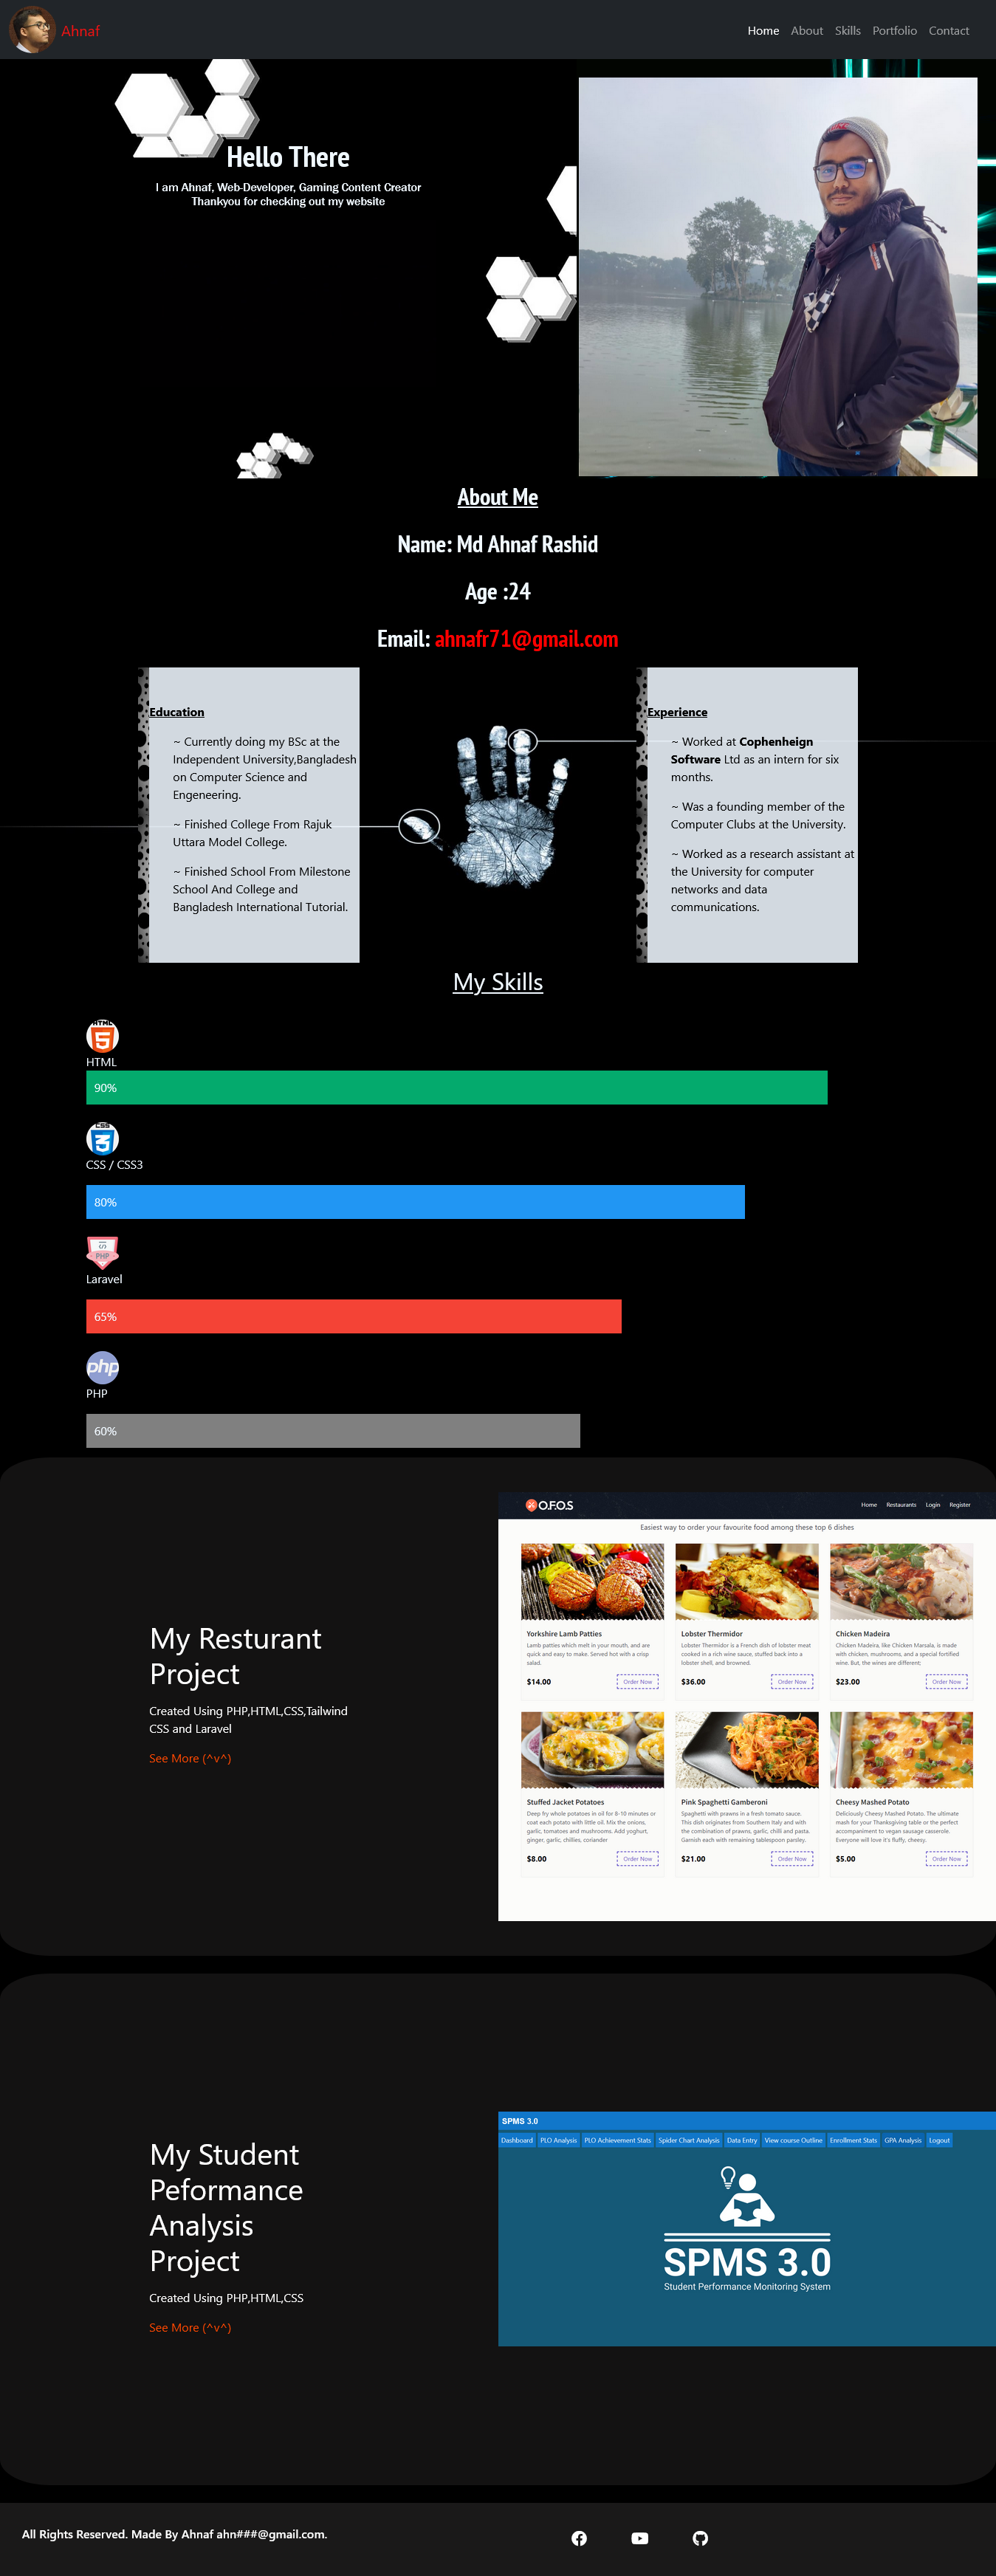 Ahnaf
Home About Skills Portfolio Contact
Hello There
I am Ahnaf, Web-Developer, Gaming Content Creator
Thankyou for checking out my website
About Me
Name: Md Ahnaf Rashid
Age :24
Email: ahnafr71@gmail.com
Education
~ Currently doing my BSc at the
Independent University,Bangladesh
on Computer Science and
Engeneering.
~ Finished College From Rajuk
Uttara Model College.
~ Finished School From Milestone
School And College and
Bangladesh International Tutorial.
Experience
~ Worked at Cophenheign
Software Ltd as an intern for six
months.
~ Was a founding member of the
Computer Clubs at the University.
~ Worked as a research assistant at
the University for computer
networks and data
communications.
My Skills
HTML
5
HTML
90%
CSS
3
CSS / CSS3
80%
PHP
Laravel
65%
php
PHP
60%
My Resturant
Project
Created Using PHP,HTML,CSS,Tailwind
CSS and Laravel
See More (^v^)
O.F.O.S
Home Restaurants Login Register
Easiest way to order your favourite food among these top 6 dishes
Yorkshire Lamb Patties
Lamb patties which melt in your mouth, and are
quick and easy to make. Served hot with a crisp
salad.
$14.00 Order Now
Lobster Thermidor
Lobster Thermidor is a French dish of lobster meat
cooked in a rich wine sauce, stuffed back into a
lobster shell, and browned.
$36.00 Order Now
Chicken Madeira
Chicken Madeira, like Chicken Marsala, is made
with chicken, mushrooms, and a special fortified
wine. But, the wines are different;
$23.00 Order Now
Stuffed Jacket Potatoes
Deep fry whole potatoes in oil for 8-10 minutes or
coat each potato with little oil. Mix the onions,
garlic, tomatoes and mushrooms. Add yoghurt,
ginger, garlic, chillies, coriander
$8.00 Order Now
Pink Spaghetti Gamberoni
Spaghetti with prawns in a fresh tomato sauce.
This dish originates from Southern Italy and with
the combination of prawns, garlic, chilli and pasta.
Garnish each with remaining tablespoon parsley.
$21.00 Order Now
Cheesy Mashed Potato
Deliciously Cheesy Mashed Potato. The ultimate
mash for your Thanksgiving table or the perfect
accompaniment to vegan sausage casserole.
Everyone will love it's fluffy, cheesy.
$5.00 Order Now
My Student
Peformance
Analysis
Project
Created Using PHP,HTML,CSS
See More (^v^)
SPMS 3.0
Dashboard PLO Analysis PLO Achievement Stats Spider Chart Analysis Data Entry View course Outline Enrollment Stats GPA Analysis Logout
SPMS 3.0
Student Performance Monitoring System
All Rights Reserved. Made By Ahnaf ahn###@gmail.com.